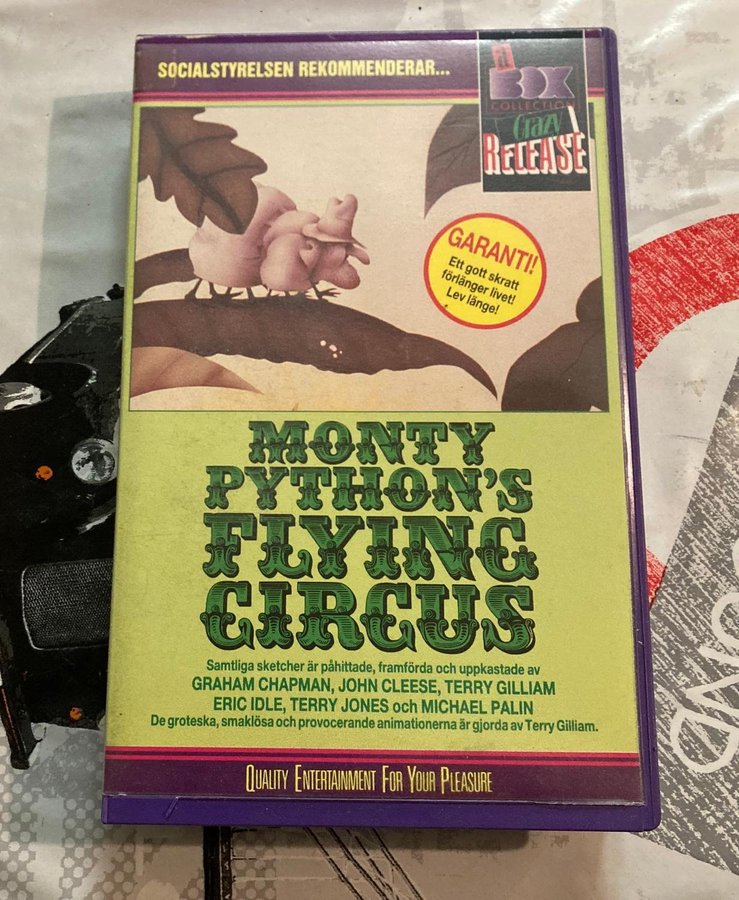 SOCIALSTYRELSEN REKOMMENDERAR...
a
BOX
COLLECTION
Crazy
RELEASE
GARANTI!
Ett gott skratt
förlänger livet!
Lev länge!
MONTY
PYTHON'S
FLYING
CIRCUS
Samtliga sketcher är påhittade, framförda och uppkastade av
GRAHAM CHAPMAN, JOHN CLEESE, TERRY GILLIAM
ERIC IDLE, TERRY JONES och MICHAEL PALIN
De groteska, smaklösa och provocerande animationerna är gjorda av Terry Gilliam.
QUALITY ENTERTAINMENT FOR YOUR PLEASURE